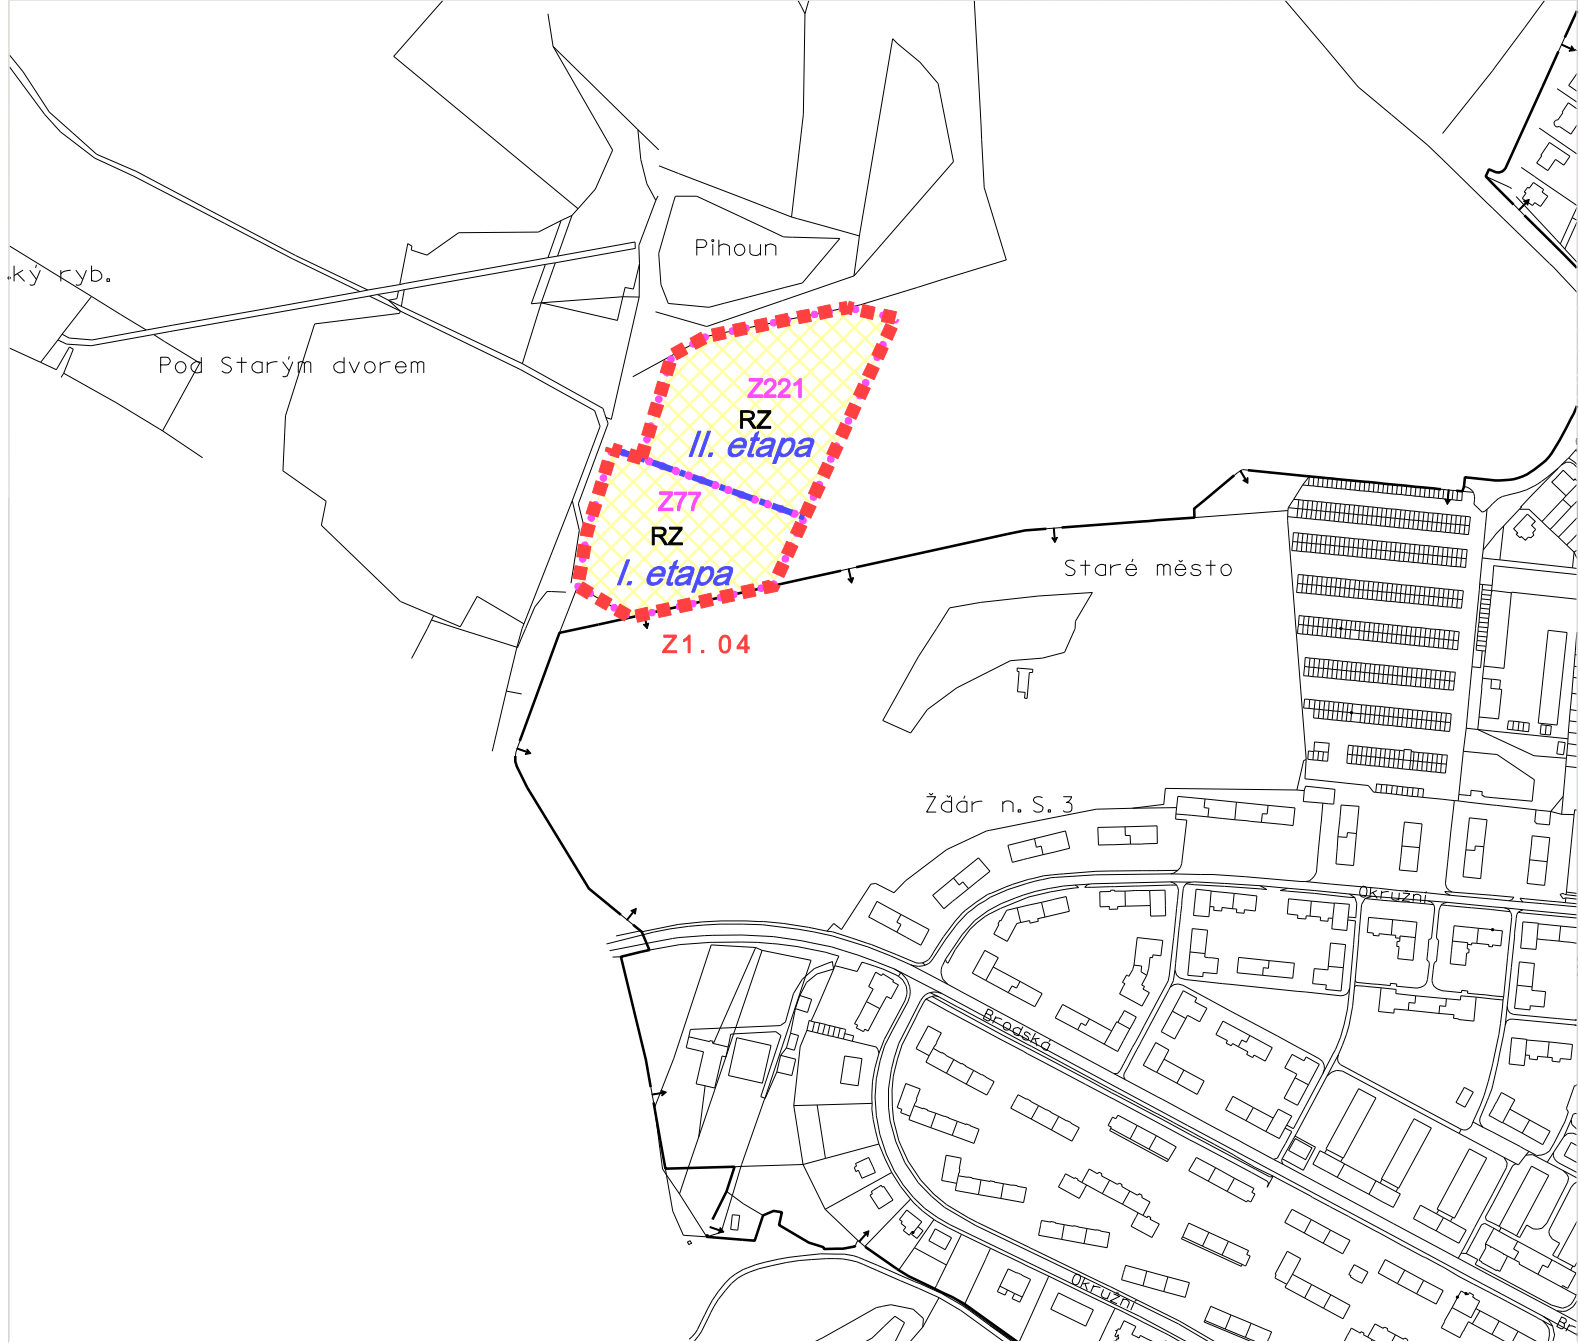 Pihoun
ký ryb.
Pod Starým dvorem
Z221
RZ
II. etapa
Z77
RZ
I. etapa
Staré město
Z1. 04
Žďár n. S. 3
Okružní
Brodská
Okružní